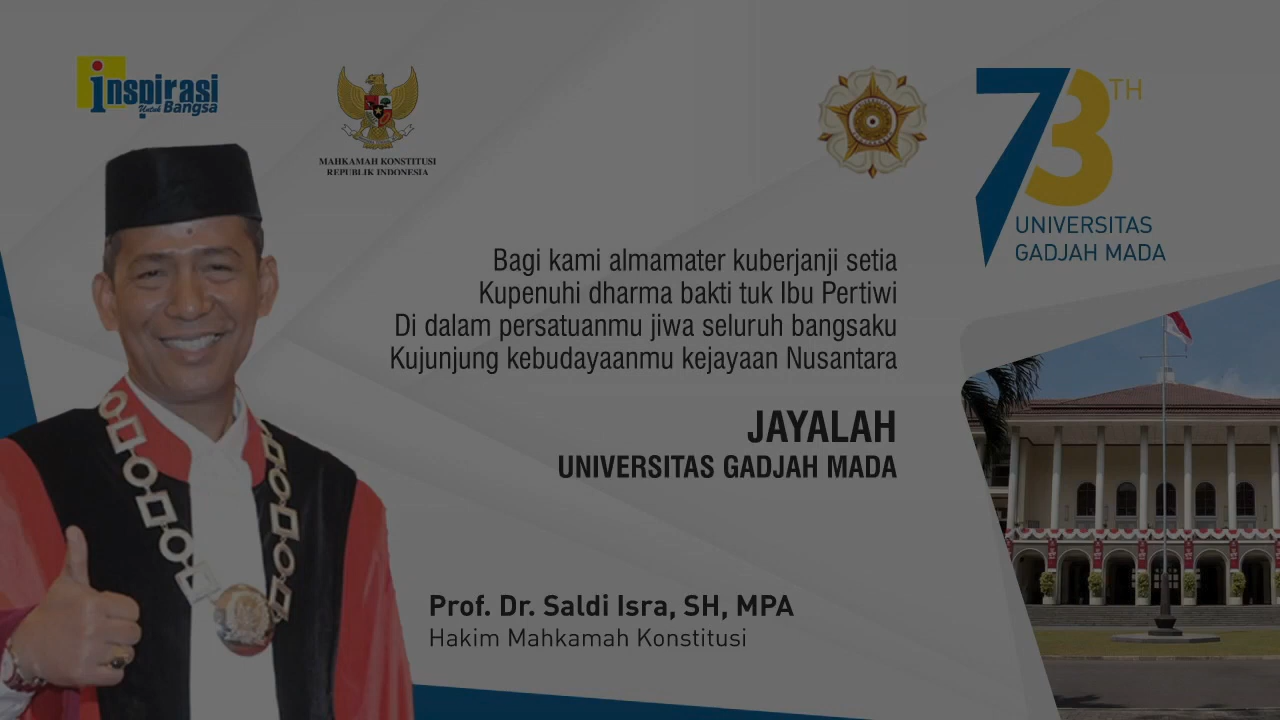 inspirasi
Untuk Bangsa
MAHKAMAH KONSTITUSI
REPUBLIK INDONESIA
73TH
UNIVERSITAS
GADJAH MADA
Bagi kami almamater kuberjanji setia
Kupenuhi dharma bakti tuk Ibu Pertiwi
Di dalam persatuanmu jiwa seluruh bangsaku
Kujunjung kebudayaanmu kejayaan Nusantara
JAYALAH
UNIVERSITAS GADJAH MADA
Prof. Dr. Saldi Isra, SH, MPA
Hakim Mahkamah Konstitusi